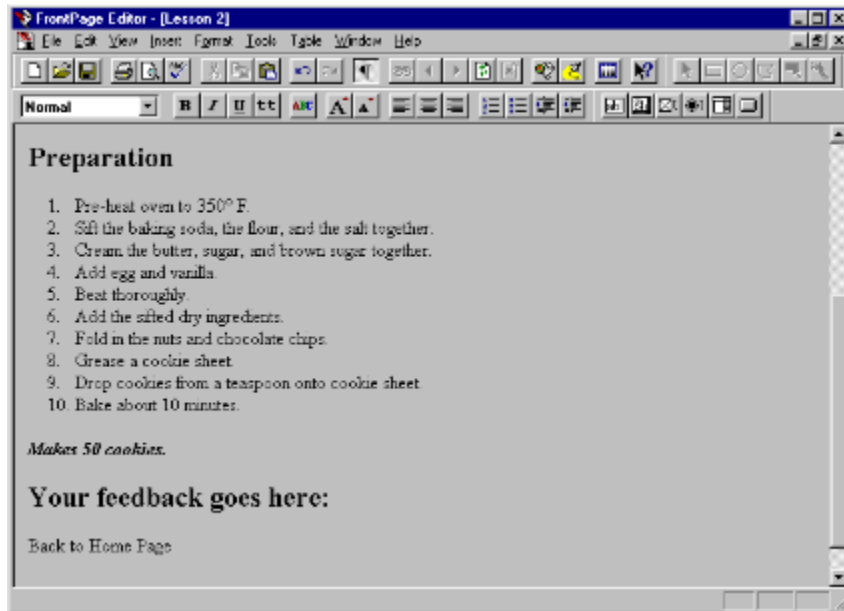 FrontPage Editor - [Lesson 2]
File Edit View Insert Format Tools Table Window Help
Normal B I U tt ABC A A
Preparation
1. Pre-heat oven to 350º F.
2. Sift the baking soda, the flour, and the salt together.
3. Cream the butter, sugar, and brown sugar together.
4. Add egg and vanilla.
5. Beat thoroughly.
6. Add the sifted dry ingredients.
7. Fold in the nuts and chocolate chips.
8. Grease a cookie sheet.
9. Drop cookies from a teaspoon onto cookie sheet.
10. Bake about 10 minutes.
Makes 50 cookies.
Your feedback goes here:
Back to Home Page